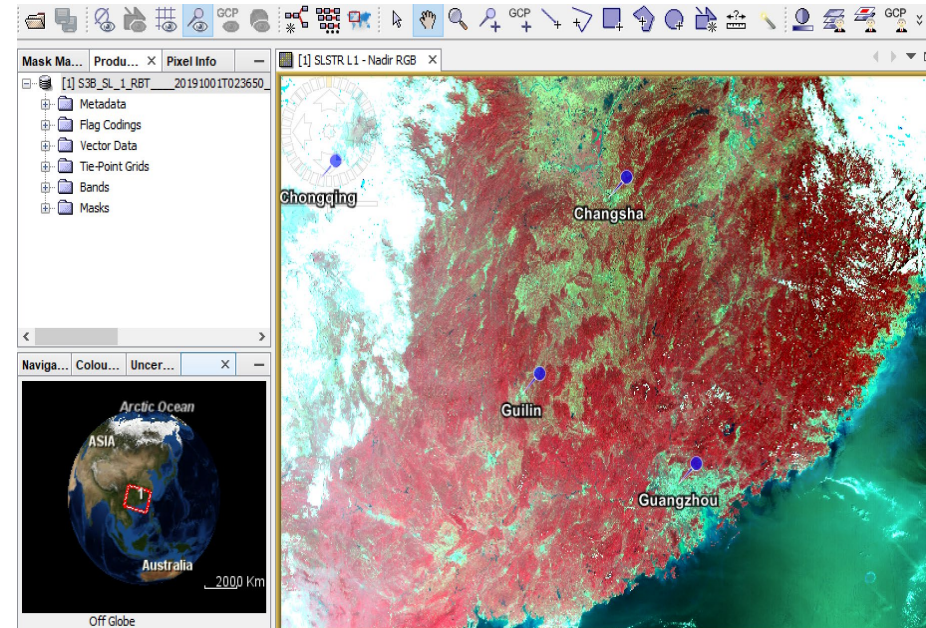 GCP
GCP
GCP
Mask Ma... Produ... × Pixel Info
[1] SLSTR L1 - Nadir RGB ×
[1] S3B_SL_1_RBT____20191001T023650_
Metadata
Flag Codings
Vector Data
Tie-Point Grids
Bands
Masks
Chongqing
Changsha
Guilin
Guangzhou
Naviga... Colou... Uncer... ×
Arctic Ocean
ASIA
Australia
2000 Km
Off Globe